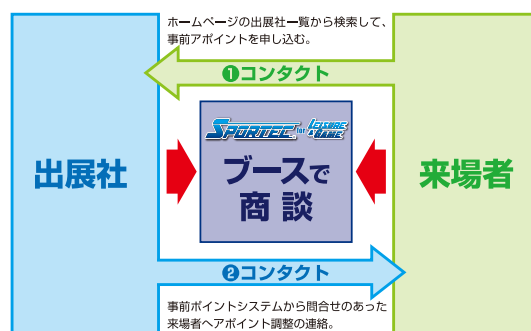 ホームページの出展社一覧から検索して、
事前アポイントを申し込む。
❶コンタクト
出展社
SPORTEC for LEISURE & GAME
ブースで
商談
来場者
❷コンタクト
事前ポイントシステムから問合せのあった
来場者へアポイント調整の連絡。